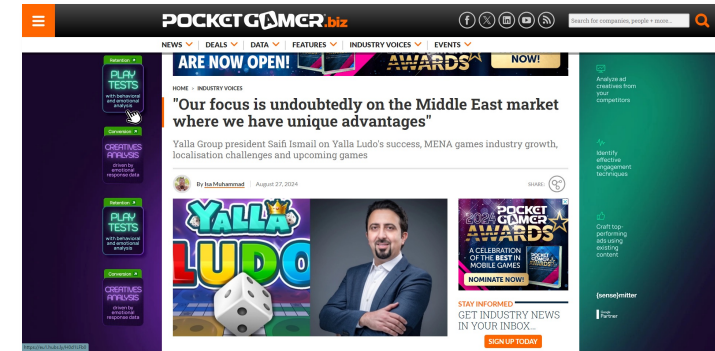 POCKETGAMER.biz
Search for companies, people + more...
NEWS
DEALS
DATA
FEATURES
INDUSTRY VOICES
EVENTS
ARE NOW OPEN!
AWARDS
NOW!
HOME
INDUSTRY VOICES
"Our focus is undoubtedly on the Middle East market
where we have unique advantages"
Yalla Group president Saifi Ismail on Yalla Ludo's success, MENA games industry growth,
localisation challenges and upcoming games
By Isa Muhammad
August 27, 2024
SHARE:
YALLA
LUDO
2024 POCKET
GAMER
AWARDS
A CELEBRATION
OF THE BEST IN
MOBILE GAMES
NOMINATE NOW!
STAY INFORMED
GET INDUSTRY NEWS
IN YOUR INBOX...
SIGN UP TODAY
Retention
PLAY
TESTS
with behavioral
and emotional
analysis
Conversion
CREATIVES
ANALYSIS
driven by
emotional
response data
Retention
PLAY
TESTS
with behavioral
and emotional
analysis
Conversion
CREATIVES
ANALYSIS
driven by
emotional
response data
Analyze ad
creatives from
your
competitors
Identify
effective
engagement
techniques
Craft top-
performing
ads using
existing
content
{sense}mitter
Google
Partner